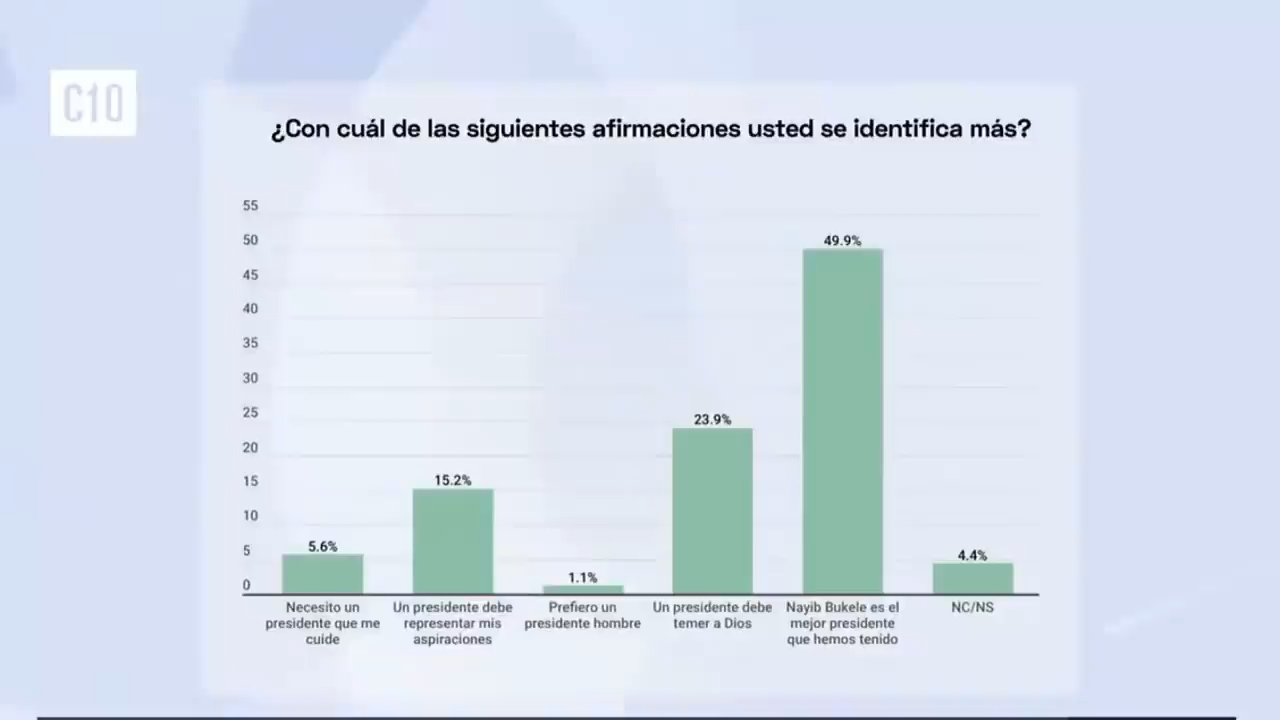 C10
¿Con cuál de las siguientes afirmaciones usted se identifica más?
55
50
45
40
35
30
25
20
15
10
5
0
5.6%
15.2%
1.1%
23.9%
49.9%
4.4%
Necesito un
presidente que me
cuide
Un presidente debe
representar mis
aspiraciones
Prefiero un
presidente hombre
Un presidente debe
temer a Dios
Nayib Bukele es el
mejor presidente
que hemos tenido
NC/NS